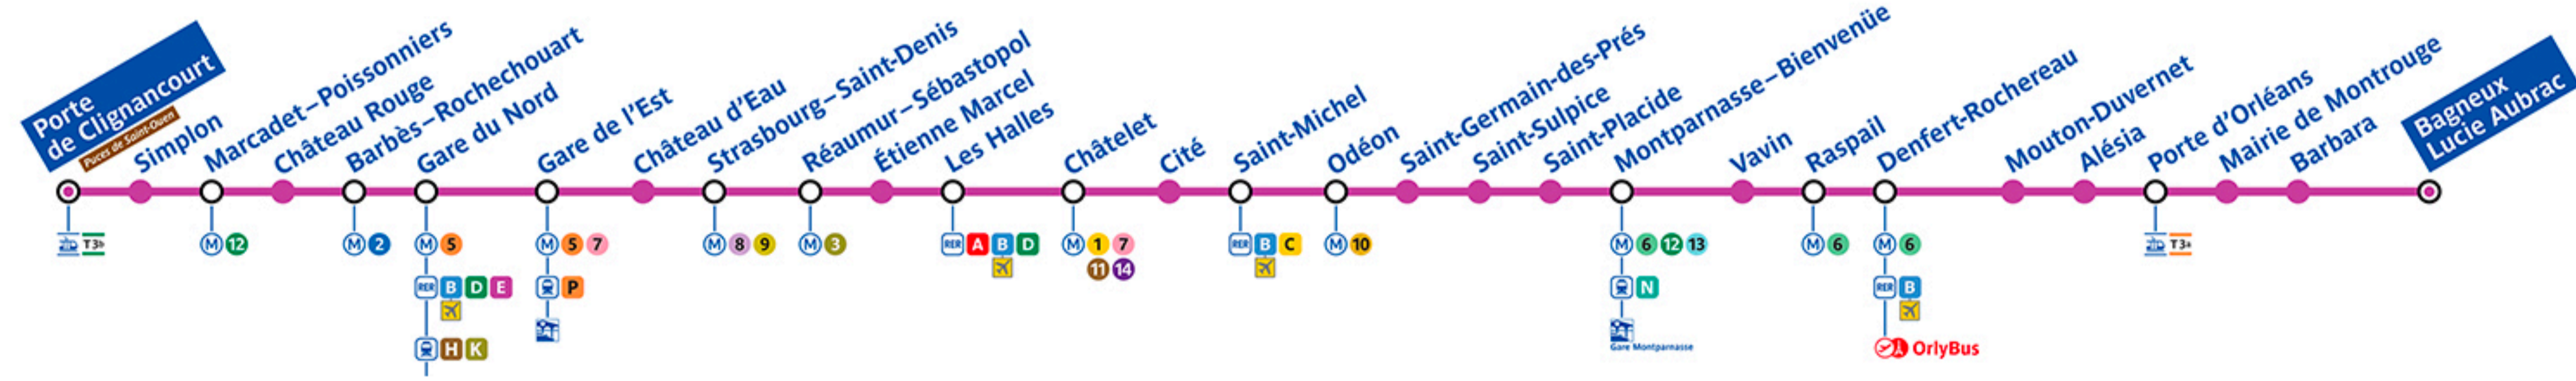 Porte
de Clignancourt
Puces de Saint-Ouen
Simplon
Marcadet–Poissonniers
Château Rouge
Barbès–Rochechouart
Gare du Nord
Gare de l'Est
Château d'Eau
Strasbourg–Saint-Denis
Réaumur–Sébastopol
Étienne Marcel
Les Halles
Châtelet
Cité
Saint-Michel
Odéon
Saint-Germain-des-Prés
Saint-Sulpice
Saint-Placide
Montparnasse–Bienvenüe
Vavin
Raspail
Denfert-Rochereau
Mouton-Duvernet
Alésia
Porte d'Orléans
Mairie de Montrouge
Barbara
Bagneux
Lucie Aubrac
T3b
M 12
M 2
M 5
RER B D E
H K
M 5 7
P
M 8 9
M 3
RER A B D
M 1 7
11 14
RER B C
M 10
M 6 12 13
N
Gare Montparnasse
M 6
M 6
RER B
OrlyBus
T3a